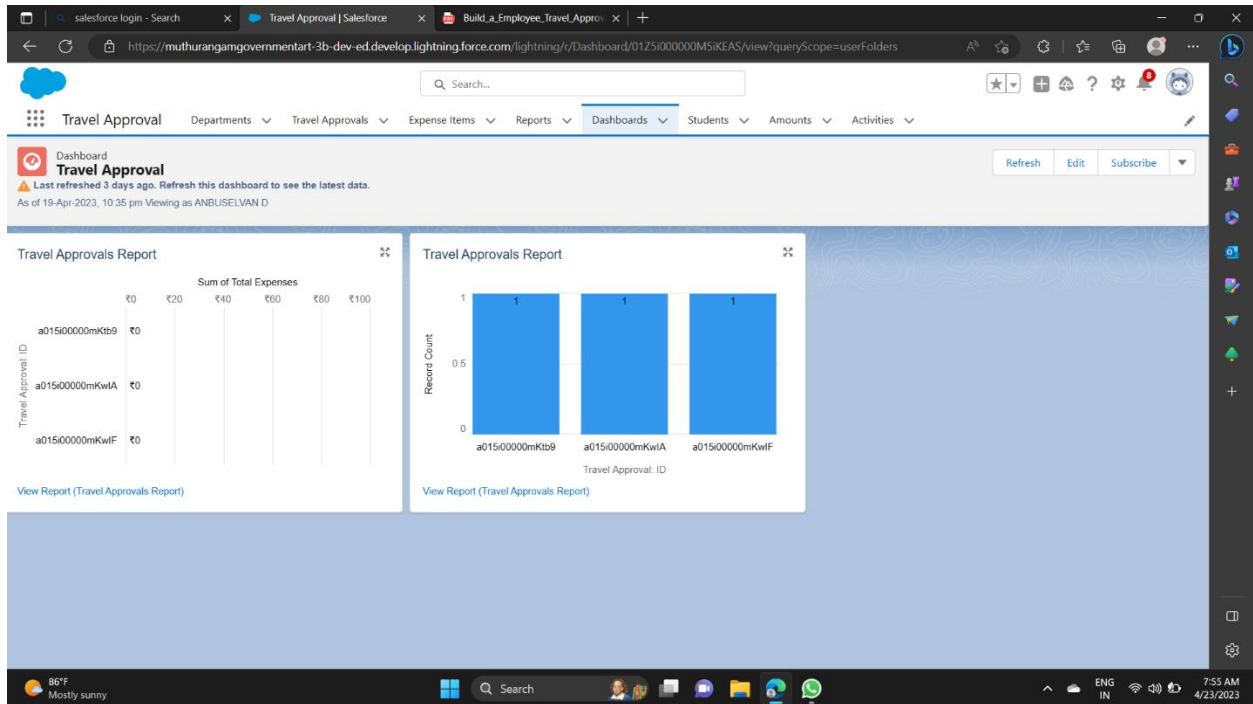 salesforce login - Search
Travel Approval | Salesforce
Build_a_Employee_Travel_Approv
https://muthurangamgovernmentart-3b-dev-ed.develop.lightning.force.com/lightning/r/Dashboard/01Z5i000000M5iKEAS/view?queryScope=userFolders
Search...
8
Travel Approval Departments Travel Approvals Expense Items Reports Dashboards Students Amounts Activities
Dashboard
Travel Approval
Last refreshed 3 days ago. Refresh this dashboard to see the latest data.
As of 19-Apr-2023, 10:35 pm Viewing as ANBUSELVAN D
Refresh Edit Subscribe
Travel Approvals Report
Sum of Total Expenses
₹0 ₹20 ₹40 ₹60 ₹80 ₹100
Travel Approval: ID
a015i00000mKtb9 ₹0
a015i00000mKwIA ₹0
a015i00000mKwIF ₹0
View Report (Travel Approvals Report)
Travel Approvals Report
Record Count
1
0.5
0
1 1 1
a015i00000mKtb9 a015i00000mKwIA a015i00000mKwIF
Travel Approval: ID
View Report (Travel Approvals Report)
86°F
Mostly sunny
Search
ENG
IN
7:55 AM
4/23/2023